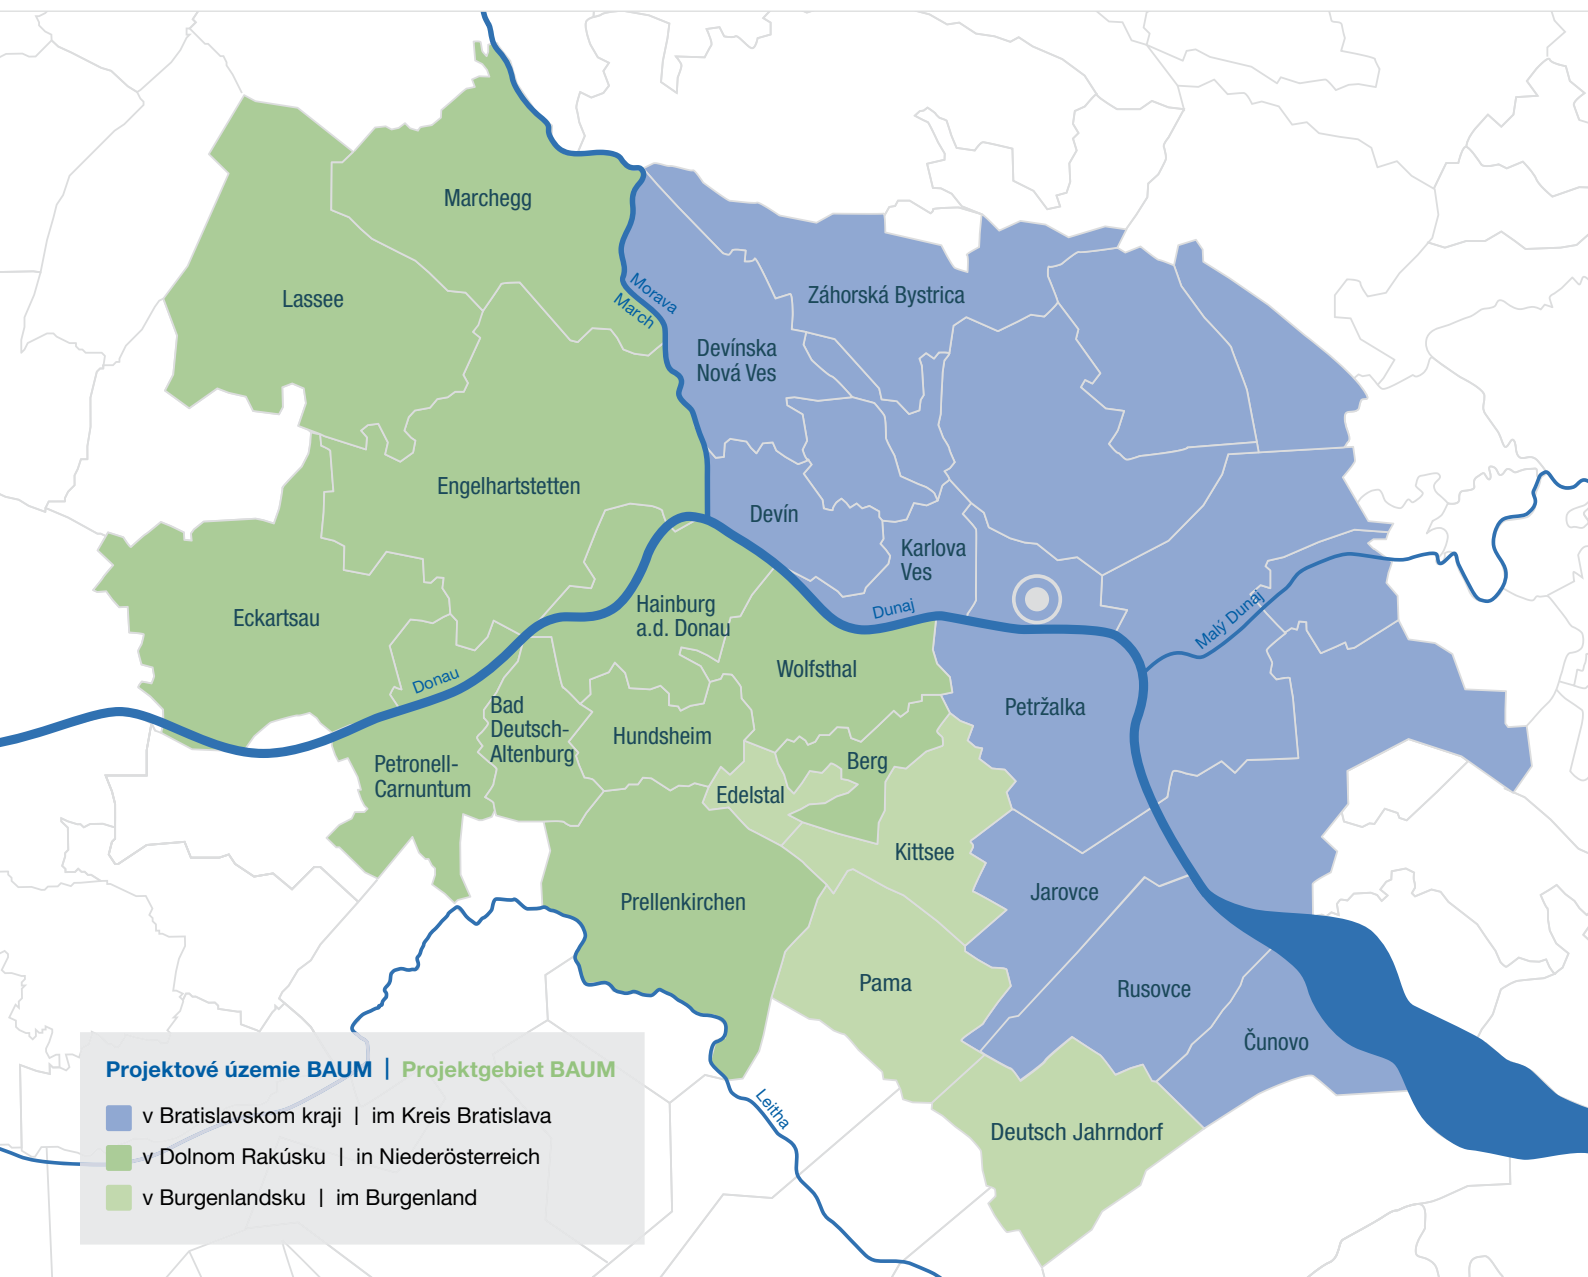 Marchegg
Lassee
Morava
March
Záhorská Bystrica
Devínska
Nová Ves
Engelhartstetten
Devín
Karlova
Ves
Eckartsau
Hainburg
a.d. Donau
Dunaj
Malý Dunaj
Donau
Wolfsthal
Petržalka
Bad
Deutsch-
Altenburg
Hundsheim
Petronell-
Carnuntum
Berg
Edelstal
Kittsee
Prellenkirchen
Jarovce
Pama
Rusovce
Čunovo
Leitha
Deutsch Jahrndorf
Projektové územie BAUM | Projektgebiet BAUM
v Bratislavskom kraji | im Kreis Bratislava
v Dolnom Rakúsku | in Niederösterreich
v Burgenlandsku | im Burgenland